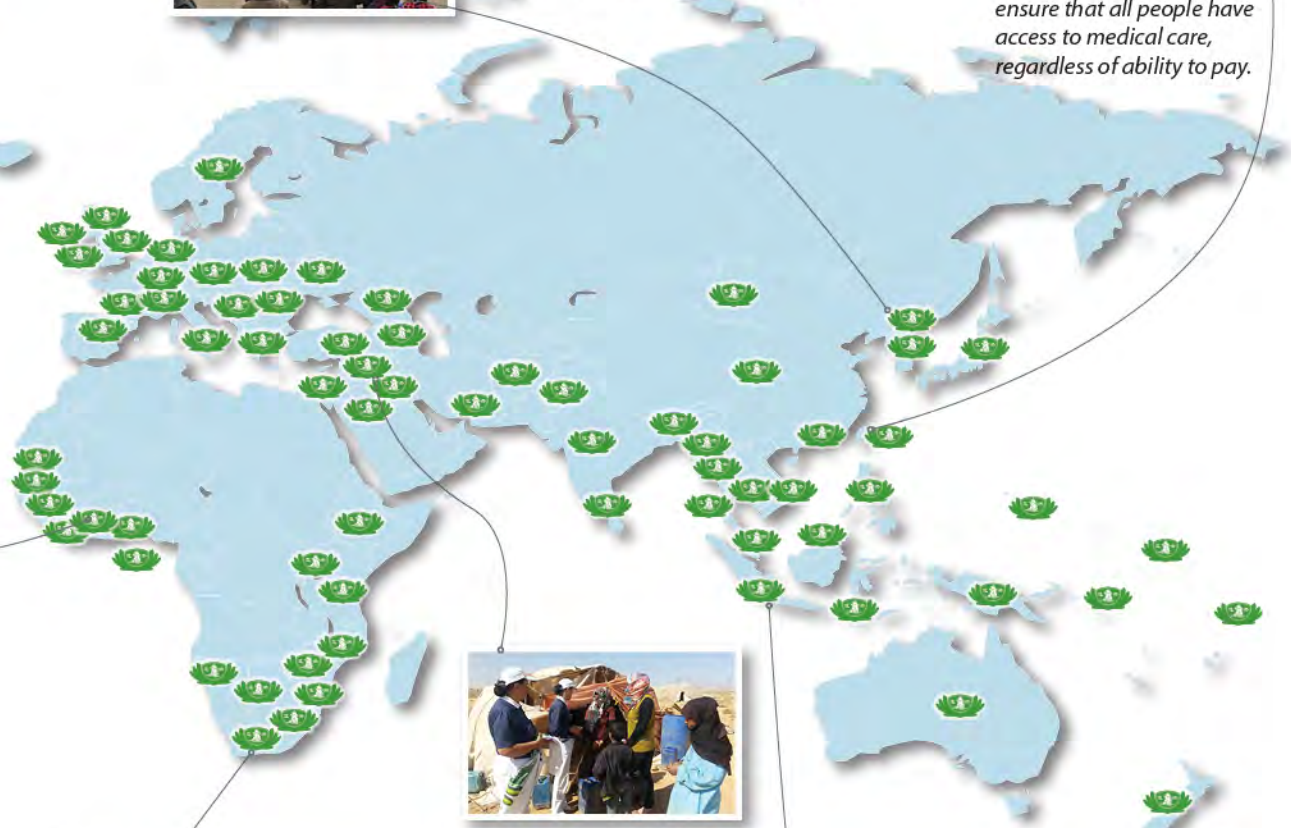 ensure that all people have
access to medical care,
regardless of ability to pay.